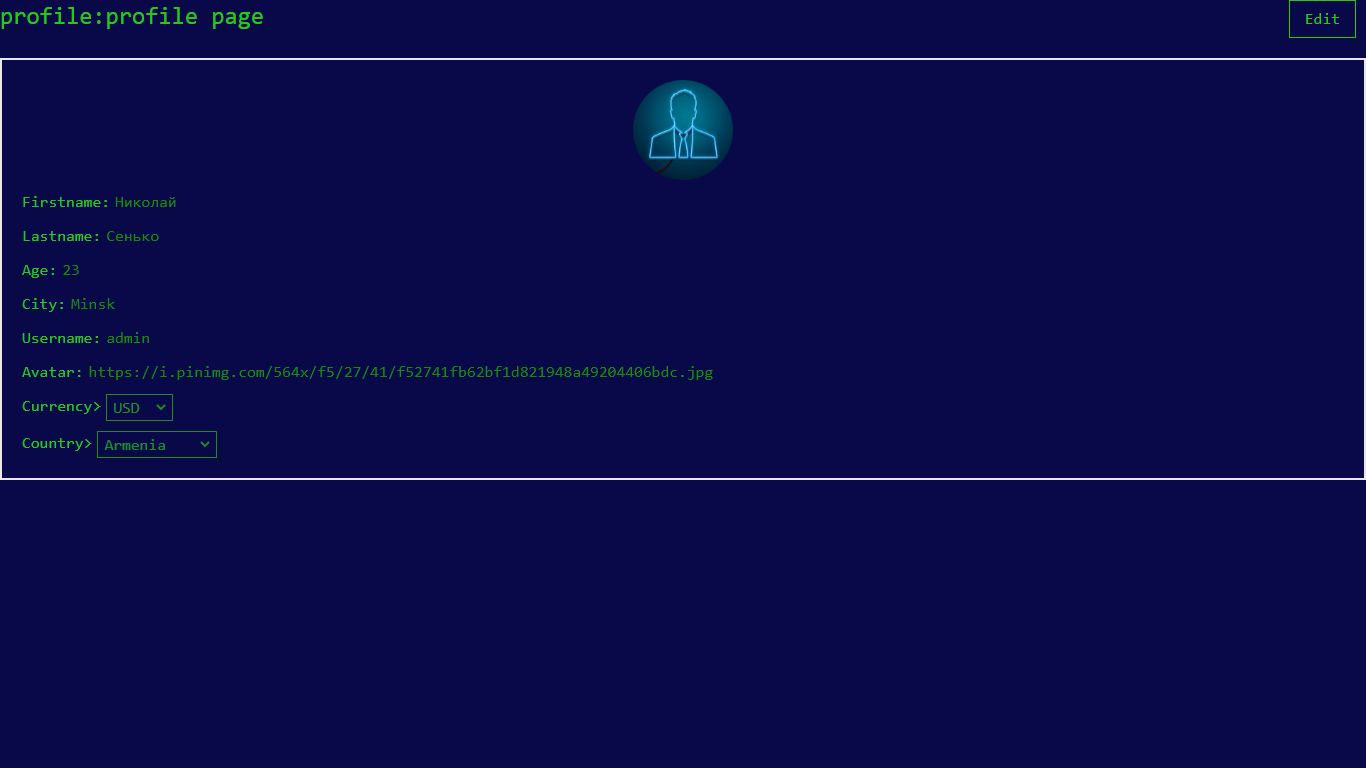 profile:profile page
Edit
Firstname: Николай
Lastname: Сенько
Age: 23
City: Minsk
Username: admin
Avatar: https://i.pinimg.com/564x/f5/27/41/f52741fb62bf1d821948a49204406bdc.jpg
Currency> USD
Country> Armenia